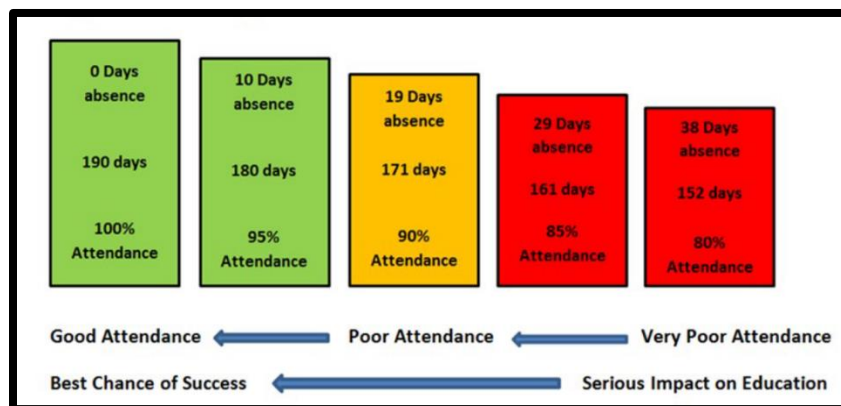 0 Days
absence
190 days
100%
Attendance
10 Days
absence
180 days
95%
Attendance
19 Days
absence
171 days
90%
Attendance
29 Days
absence
161 days
85%
Attendance
38 Days
absence
152 days
80%
Attendance
Good Attendance
Poor Attendance
Very Poor Attendance
Best Chance of Success
Serious Impact on Education